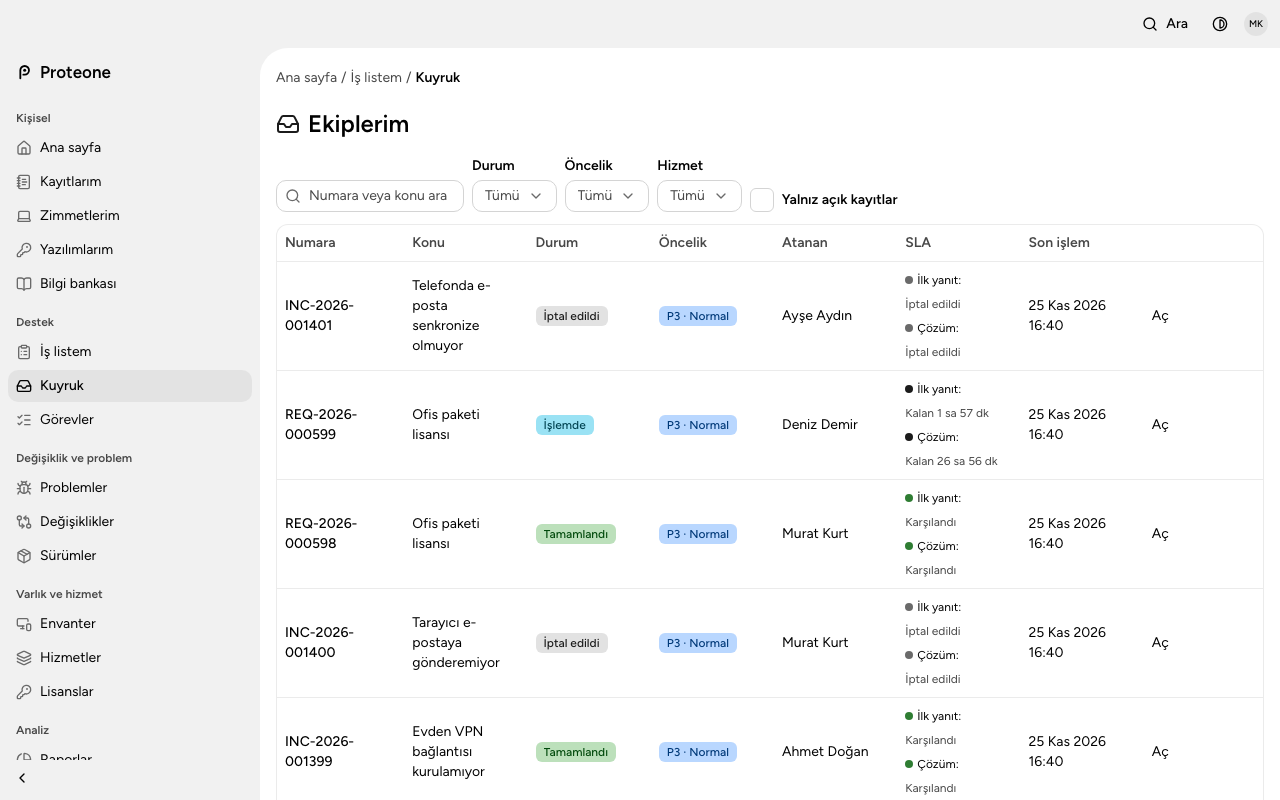 Ara
MK
Proteone
Kişisel
Ana sayfa
Kayıtlarım
Zimmetlerim
Yazılımlarım
Bilgi bankası
Destek
İş listem
Kuyruk
Görevler
Değişiklik ve problem
Problemler
Değişiklikler
Sürümler
Varlık ve hizmet
Envanter
Hizmetler
Lisanslar
Analiz
Raporlar
Ana sayfa / İş listem / Kuyruk
Ekiplerim
Durum Öncelik Hizmet
Numara veya konu ara Tümü Tümü Tümü Yalnız açık kayıtlar
Numara Konu Durum Öncelik Atanan SLA Son işlem
INC-2026-
001401
Telefonda e-
posta
senkronize
olmuyor
İptal edildi
P3 · Normal
Ayşe Aydın
İlk yanıt:
İptal edildi
Çözüm:
İptal edildi
25 Kas 2026
16:40
Aç
REQ-2026-
000599
Ofis paketi
lisansı
İşlemde
P3 · Normal
Deniz Demir
İlk yanıt:
Kalan 1 sa 57 dk
Çözüm:
Kalan 26 sa 56 dk
25 Kas 2026
16:40
Aç
REQ-2026-
000598
Ofis paketi
lisansı
Tamamlandı
P3 · Normal
Murat Kurt
İlk yanıt:
Karşılandı
Çözüm:
Karşılandı
25 Kas 2026
16:40
Aç
INC-2026-
001400
Tarayıcı e-
postaya
gönderemiyor
İptal edildi
P3 · Normal
Murat Kurt
İlk yanıt:
İptal edildi
Çözüm:
İptal edildi
25 Kas 2026
16:40
Aç
INC-2026-
001399
Evden VPN
bağlantısı
kurulamıyor
Tamamlandı
P3 · Normal
Ahmet Doğan
İlk yanıt:
Karşılandı
Çözüm:
Karşılandı
25 Kas 2026
16:40
Aç